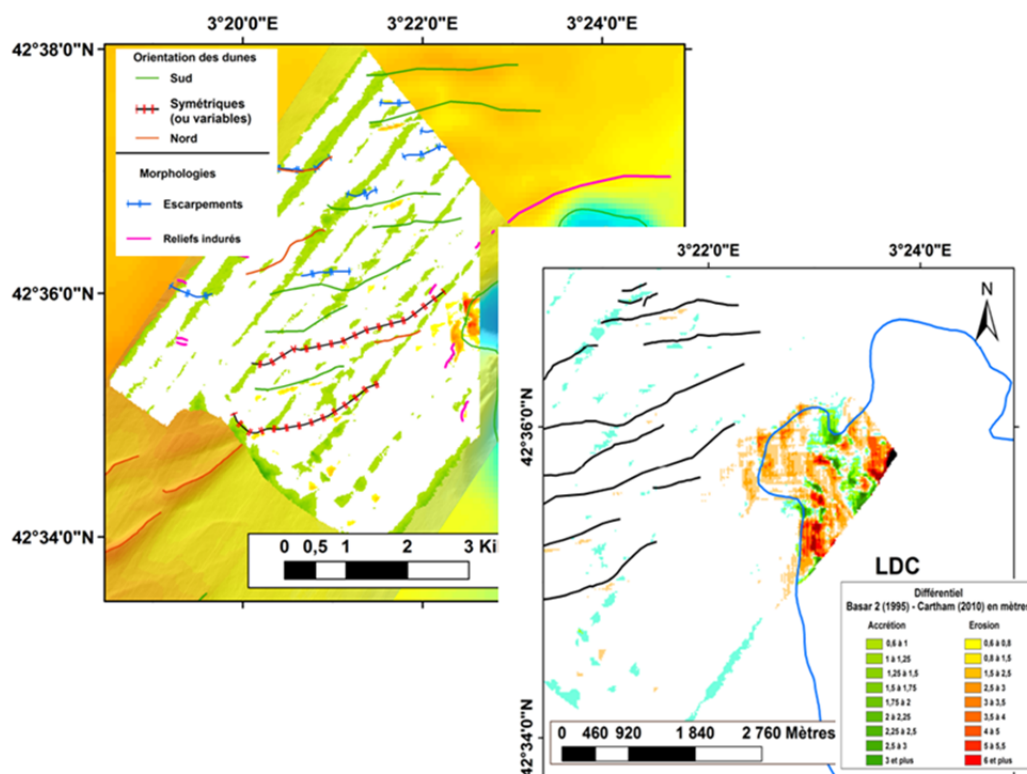 3°20'0"E
3°22'0"E
3°24'0"E
42°38'0"N
42°36'0"N
42°34'0"N
Orientation des dunes
Sud
Symétriques
(ou variables)
Nord
Morphologies
Escarpements
Reliefs indurés
0 0,5 1 2 3 Ki
3°22'0"E
3°24'0"E
N
42°36'0"N
42°34'0"N
LDC
Différentiel
Basar 2 (1995) - Cartham (2010) en mètres
Accrétion Erosion
0,6 à 1 0,6 à 0,8
1 à 1,25 0,8 à 1,5
1,25 à 1,5 1,5 à 2,5
1,5 à 1,75 2,5 à 3
1,75 à 2 3 à 3,5
2 à 2,25 3,5 à 4
2,25 à 2,5 4 à 5
2,5 à 3 5 à 5,5
3 et plus 6 et plus
0 460 920 1 840 2 760 Mètres